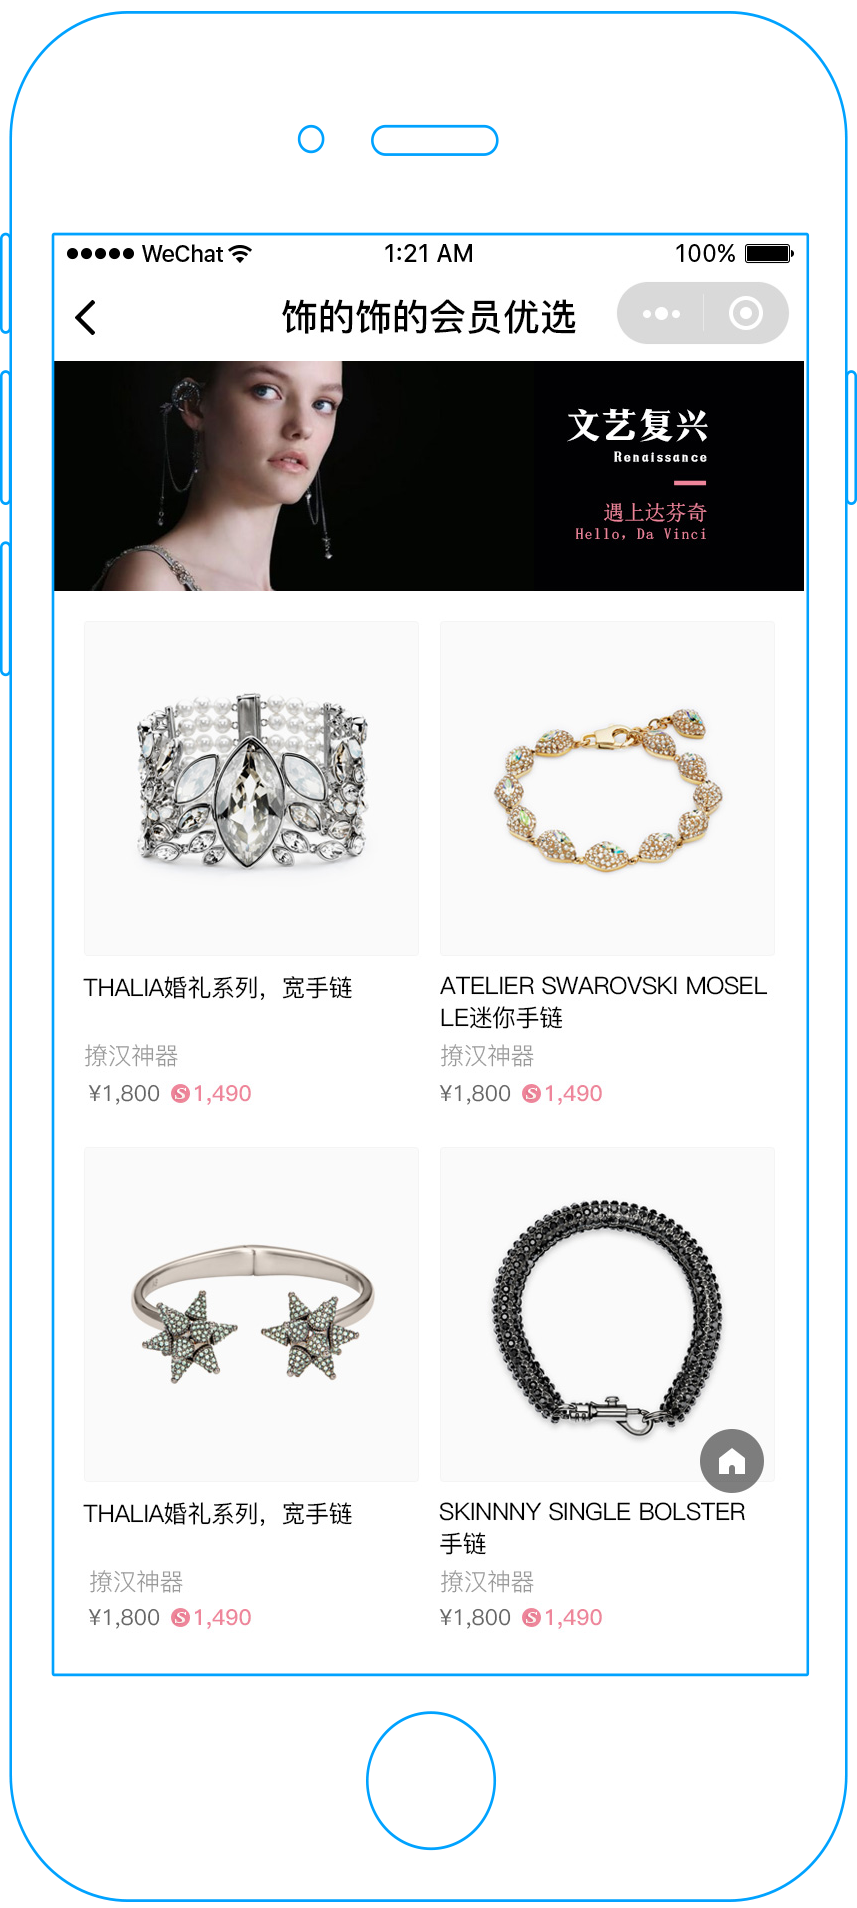 WeChat 1:21 AM 100%
饰的饰的会员优选
文艺复兴
Renaissance
遇上达芬奇
Hello, Da Vinci
THALIA婚礼系列，宽手链
撩汉神器
¥1,800 S 1,490
ATELIER SWAROVSKI MOSEL
LE迷你手链
撩汉神器
¥1,800 S 1,490
THALIA婚礼系列，宽手链
撩汉神器
¥1,800 S 1,490
SKINNNY SINGLE BOLSTER
手链
撩汉神器
¥1,800 S 1,490